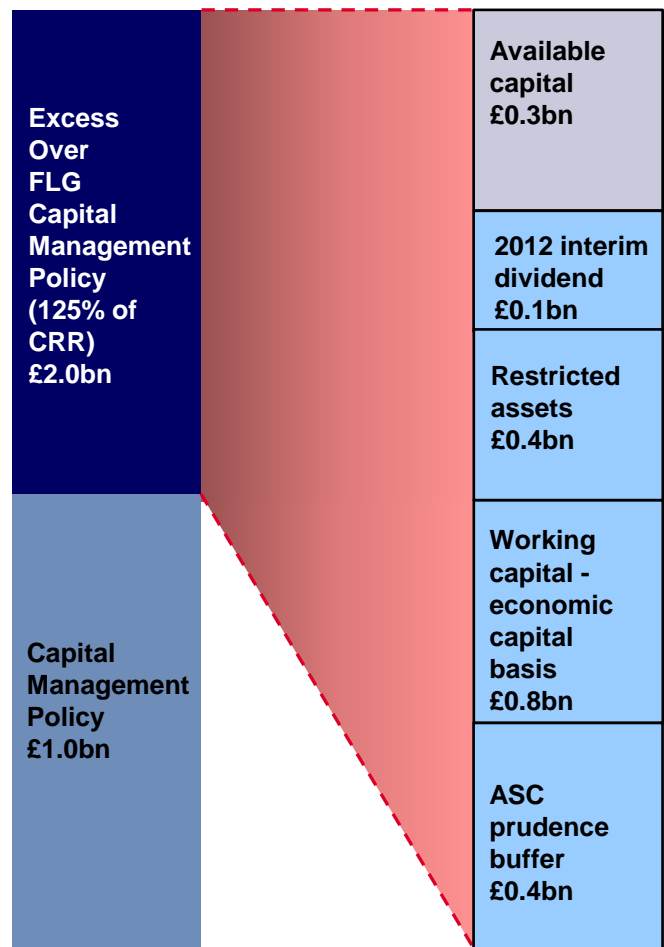 Excess
Over
FLG
Capital
Management
Policy
(125% of
CRR)
£2.0bn
Capital
Management
Policy
£1.0bn
Available
capital
£0.3bn
2012 interim
dividend
£0.1bn
Restricted
assets
£0.4bn
Working
capital -
economic
capital
basis
£0.8bn
ASC
prudence
buffer
£0.4bn